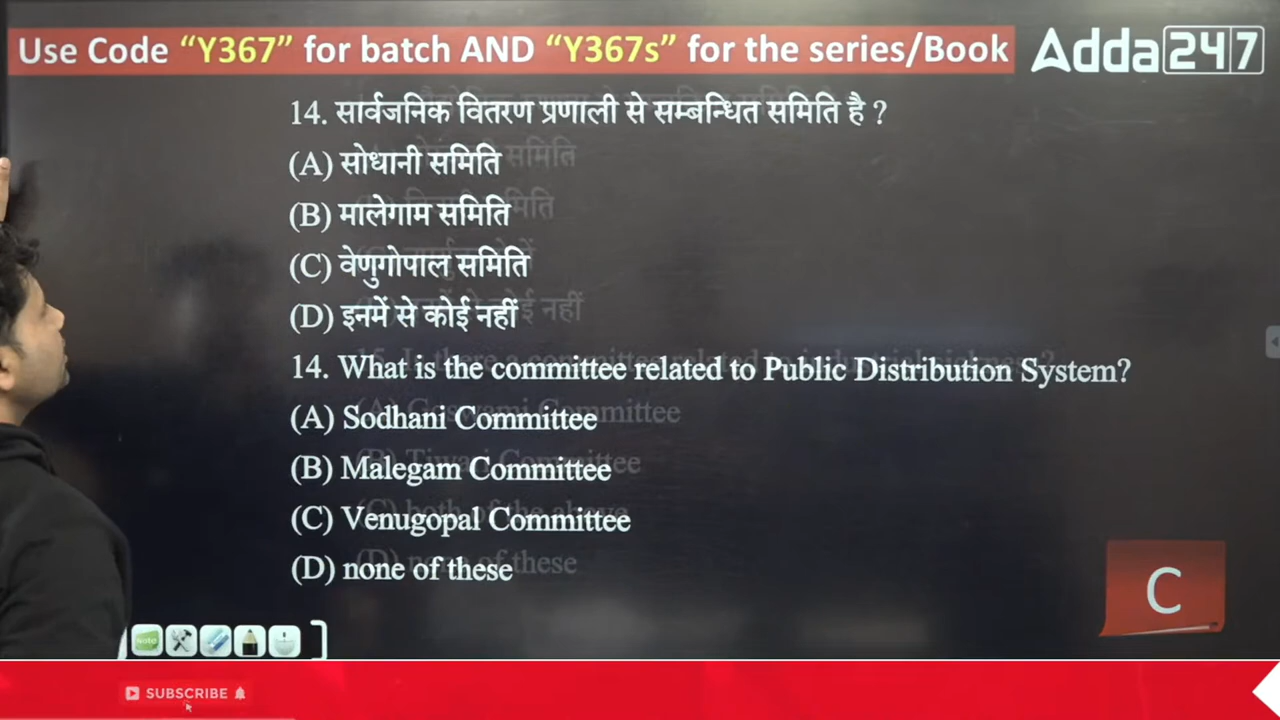 Use Code “Y367” for batch AND “Y367s” for the series/Book
Adda247
14. सार्वजनिक वितरण प्रणाली से सम्बन्धित समिति है ?
(A) सोधानी समिति
(B) मालेगाम समिति
(C) वेणुगोपाल समिति
(D) इनमें से कोई नहीं
14. What is the committee related to Public Distribution System?
(A) Sodhani Committee
(B) Malegam Committee
(C) Venugopal Committee
(D) none of these
C
Note
SUBSCRIBE